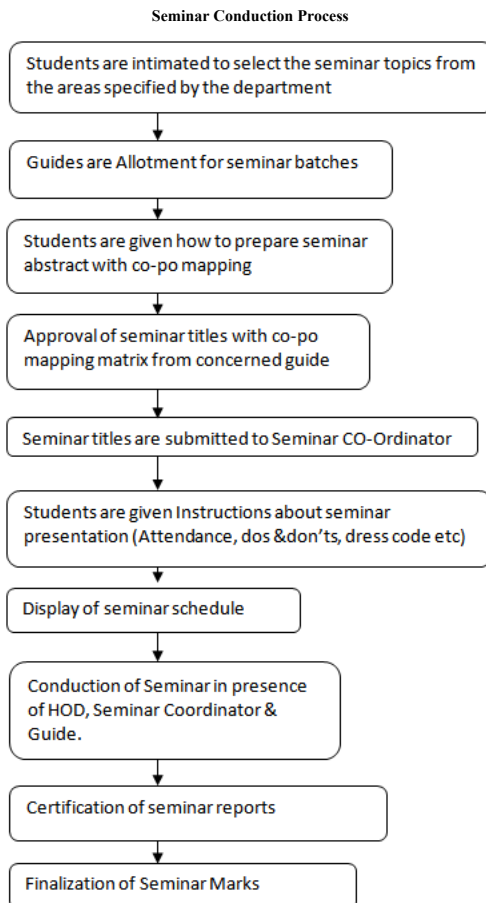 Seminar Conduction Process
Students are intimated to select the seminar topics from
the areas specified by the department
Guides are Allotment for seminar batches
Students are given how to prepare seminar
abstract with co-po mapping
Approval of seminar titles with co-po
mapping matrix from concerned guide
Seminar titles are submitted to Seminar CO-Ordinator
Students are given Instructions about seminar
presentation (Attendance, dos &don'ts, dress code etc)
Display of seminar schedule
Conduction of Seminar in presence
of HOD, Seminar Coordinator &
Guide.
Certification of seminar reports
Finalization of Seminar Marks